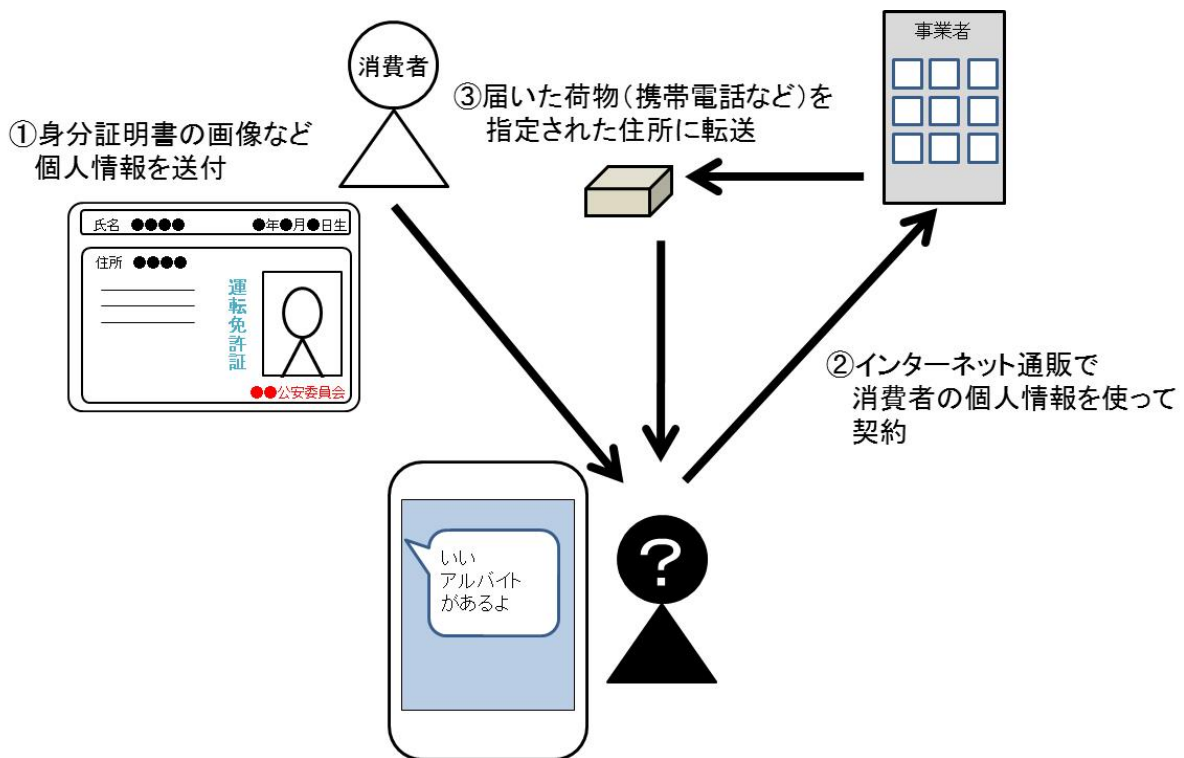 消費者
事業者
③届いた荷物（携帯電話など）を
指定された住所に転送
①身分証明書の画像など
個人情報を送付
氏名 ●●●● ●年●月●日生
住所 ●●●●
運転免許証
●●公安委員会
②インターネット通販で
消費者の個人情報を使って
契約
いい
アルバイト
があるよ
?